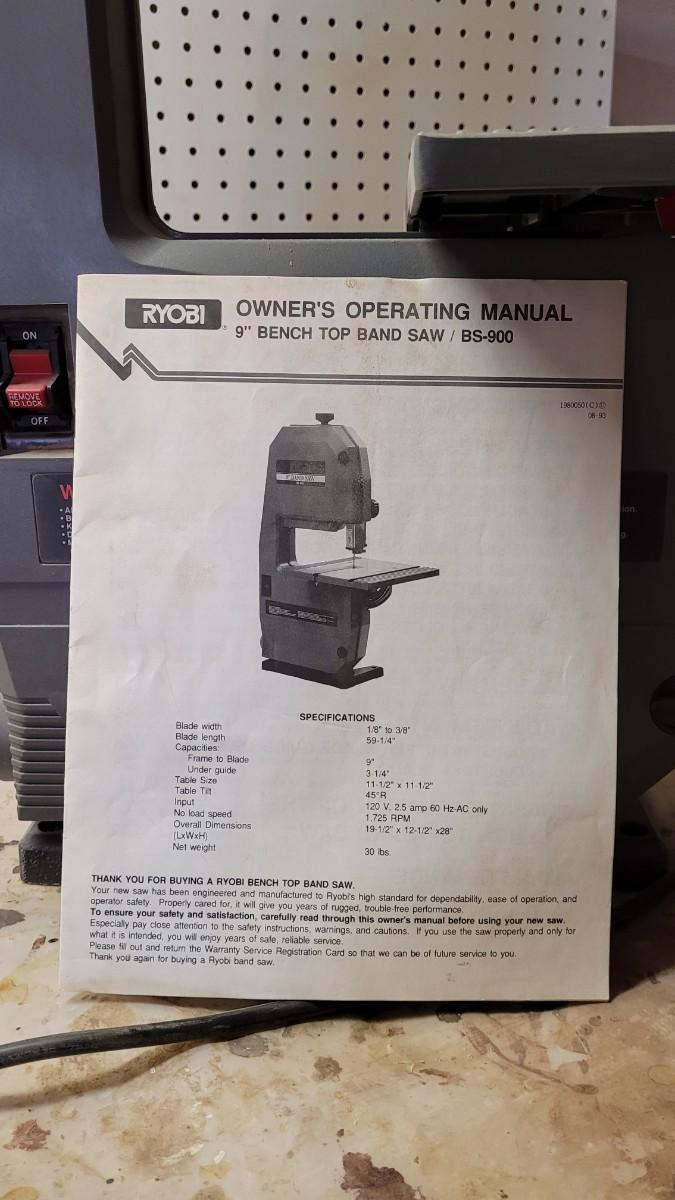 RYOBI ® OWNER'S OPERATING MANUAL
9" BENCH TOP BAND SAW / BS-900
1980050(C)
08-93
ON
REMOVE
TO LOCK
OFF
W
• A
• B
• K
• D
• N
ion.
g.
SPECIFICATIONS
Blade width 1/8" to 3/8"
Blade length 59-1/4"
Capacities:
Frame to Blade 9"
Under guide 3-1/4"
Table Size 11-1/2" x 11-1/2"
Table Tilt 45°R
Input 120 V, 2.5 amp 60 Hz-AC only
No load speed 1,725 RPM
Overall Dimensions 19-1/2" x 12-1/2" x28"
(LxWxH)
Net weight 30 lbs.
THANK YOU FOR BUYING A RYOBI BENCH TOP BAND SAW.
Your new saw has been engineered and manufactured to Ryobi's high standard for dependability, ease of operation, and
operator safety. Properly cared for, it will give you years of rugged, trouble-free performance.
To ensure your safety and satisfaction, carefully read through this owner's manual before using your new saw.
Especially pay close attention to the safety instructions, warnings, and cautions. If you use the saw properly and only for
what it is intended, you will enjoy years of safe, reliable service.
Please fill out and return the Warranty Service Registration Card so that we can be of future service to you.
Thank you again for buying a Ryobi band saw.